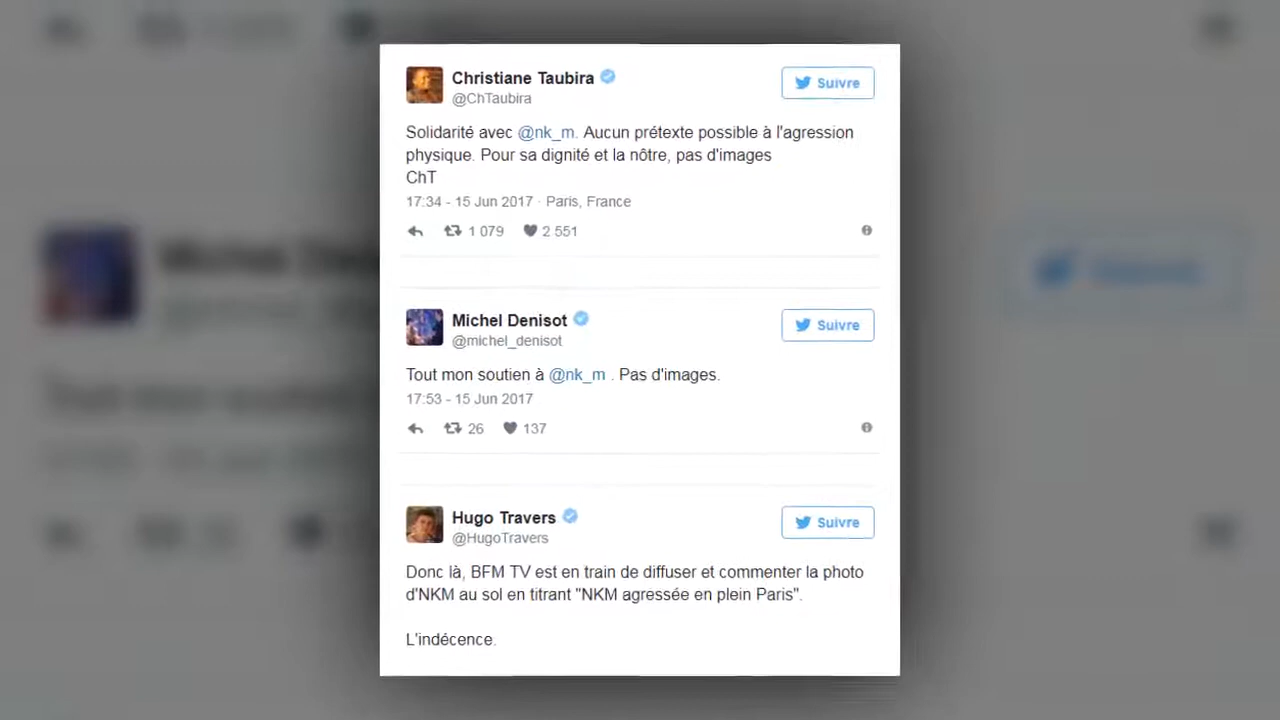 Christiane Taubira
Suivre
@ChTaubira
Solidarité avec @nk_m. Aucun prétexte possible à l'agression
physique. Pour sa dignité et la nôtre, pas d'images
ChT
17:34 - 15 Jun 2017 · Paris, France
1 079 2 551
Michel Denisot
Suivre
@michel_denisot
Tout mon soutien à @nk_m . Pas d'images.
17:53 - 15 Jun 2017
26 137
Hugo Travers
Suivre
@HugoTravers
Donc là, BFM TV est en train de diffuser et commenter la photo
d'NKM au sol en titrant "NKM agressée en plein Paris".
L'indécence.